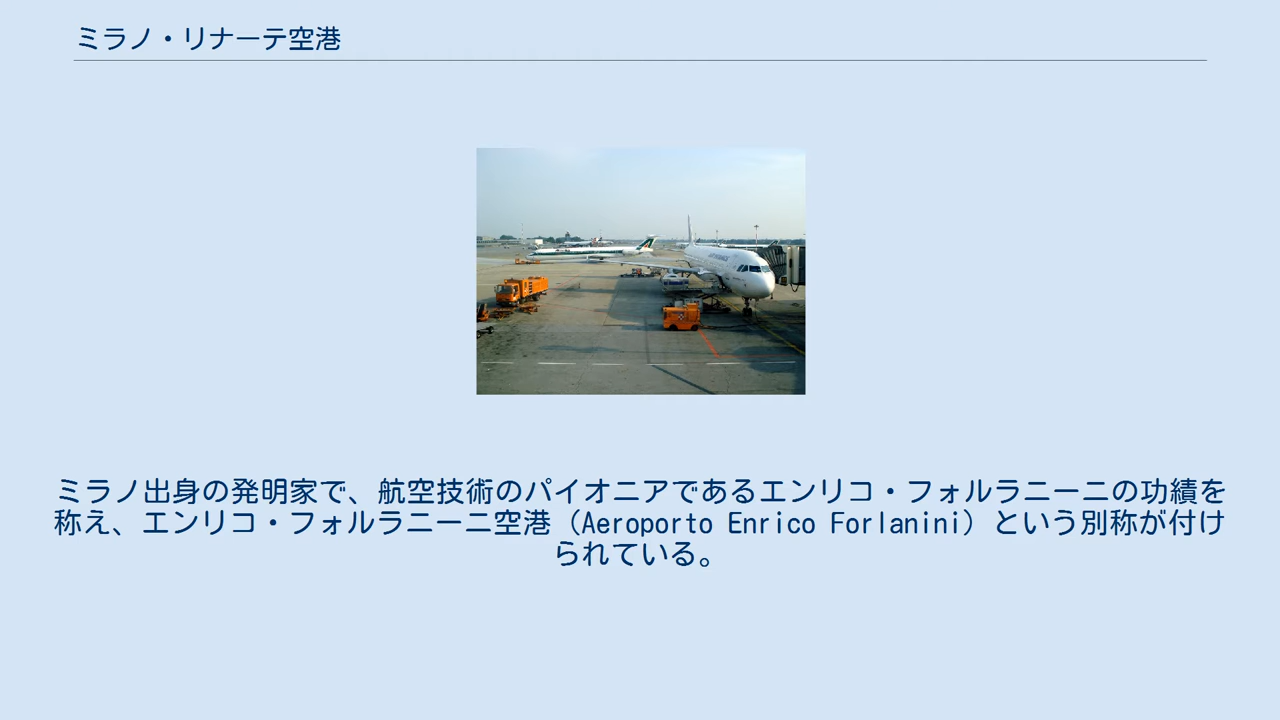 ミラノ・リナーテ空港
ミラノ出身の発明家で、航空技術のパイオニアであるエンリコ・フォルラニーニの功績を
称え、エンリコ・フォルラニーニ空港（Aeroporto Enrico Forlanini）という別称が付け
られている。